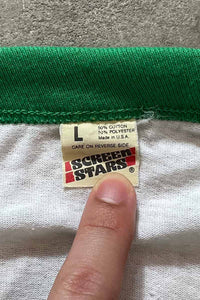 L
50% COTTON
50% POLYESTER
Made in U.S.A.
CARE ON REVERSE SIDE
SCREEN
STARS®